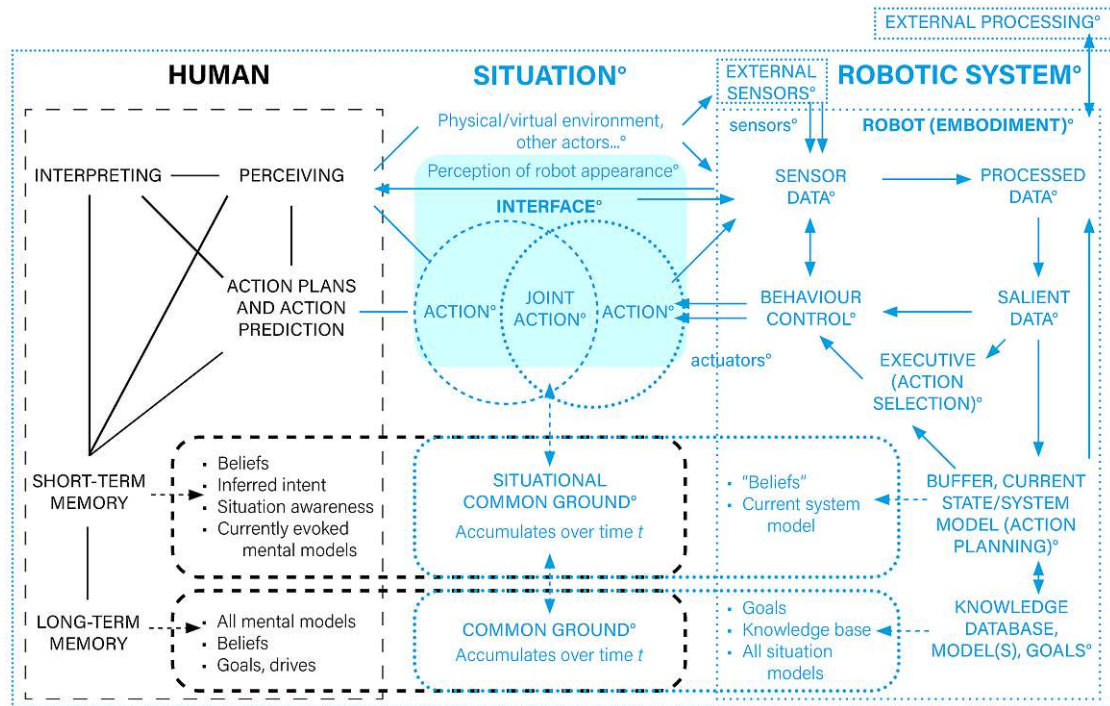 EXTERNAL PROCESSING°
HUMAN
SITUATION°
EXTERNAL
SENSORS°
ROBOTIC SYSTEM°
Physical/virtual environment,
other actors...°
sensors°
ROBOT (EMBODIMENT)°
INTERPRETING
PERCEIVING
Perception of robot appearance°
INTERFACE°
SENSOR
DATA°
PROCESSED
DATA°
ACTION PLANS
AND ACTION
PREDICTION
ACTION°
JOINT
ACTION°
ACTION°
BEHAVIOUR
CONTROL°
SALIENT
DATA°
actuators°
EXECUTIVE
(ACTION
SELECTION)°
SHORT-TERM
MEMORY
▪ Beliefs
▪ Inferred intent
▪ Situation awareness
▪ Currently evoked
mental models
SITUATIONAL
COMMON GROUND°
Accumulates over time t
▪ "Beliefs"
▪ Current system
model
BUFFER, CURRENT
STATE/SYSTEM
MODEL (ACTION
PLANNING)°
LONG-TERM
MEMORY
▪ All mental models
▪ Beliefs
▪ Goals, drives
COMMON GROUND°
Accumulates over time t
▪ Goals
▪ Knowledge base
▪ All situation
models
KNOWLEDGE
DATABASE,
MODEL(S), GOALS°